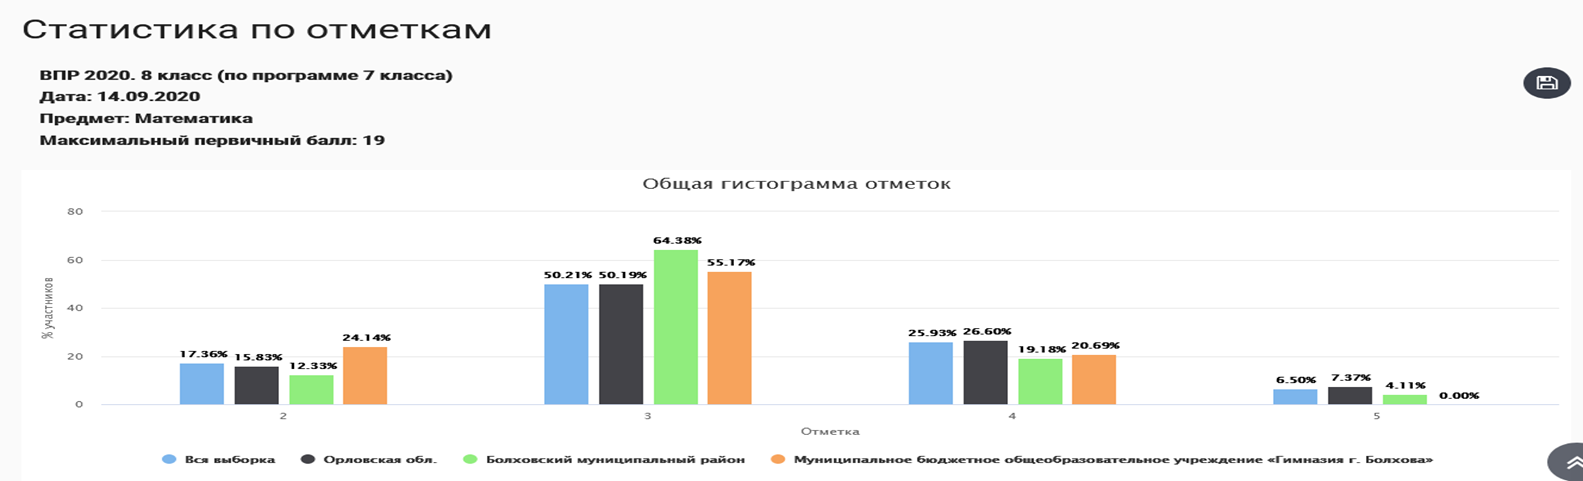 Статистика по отметкам
ВПР 2020. 8 класс (по программе 7 класса)
Дата: 14.09.2020
Предмет: Математика
Максимальный первичный балл: 19
Общая гистограмма отметок
% участников
80
60
40
20
0
17.36% 15.83% 12.33% 24.14%
50.21% 50.19% 64.38% 55.17%
25.93% 26.60% 19.18% 20.69%
6.50% 7.37% 4.11% 0.00%
2 3 4 5
Отметка
Вся выборка Орловская обл. Болховский муниципальный район Муниципальное бюджетное общеобразовательное учреждение «Гимназия г. Болхова»